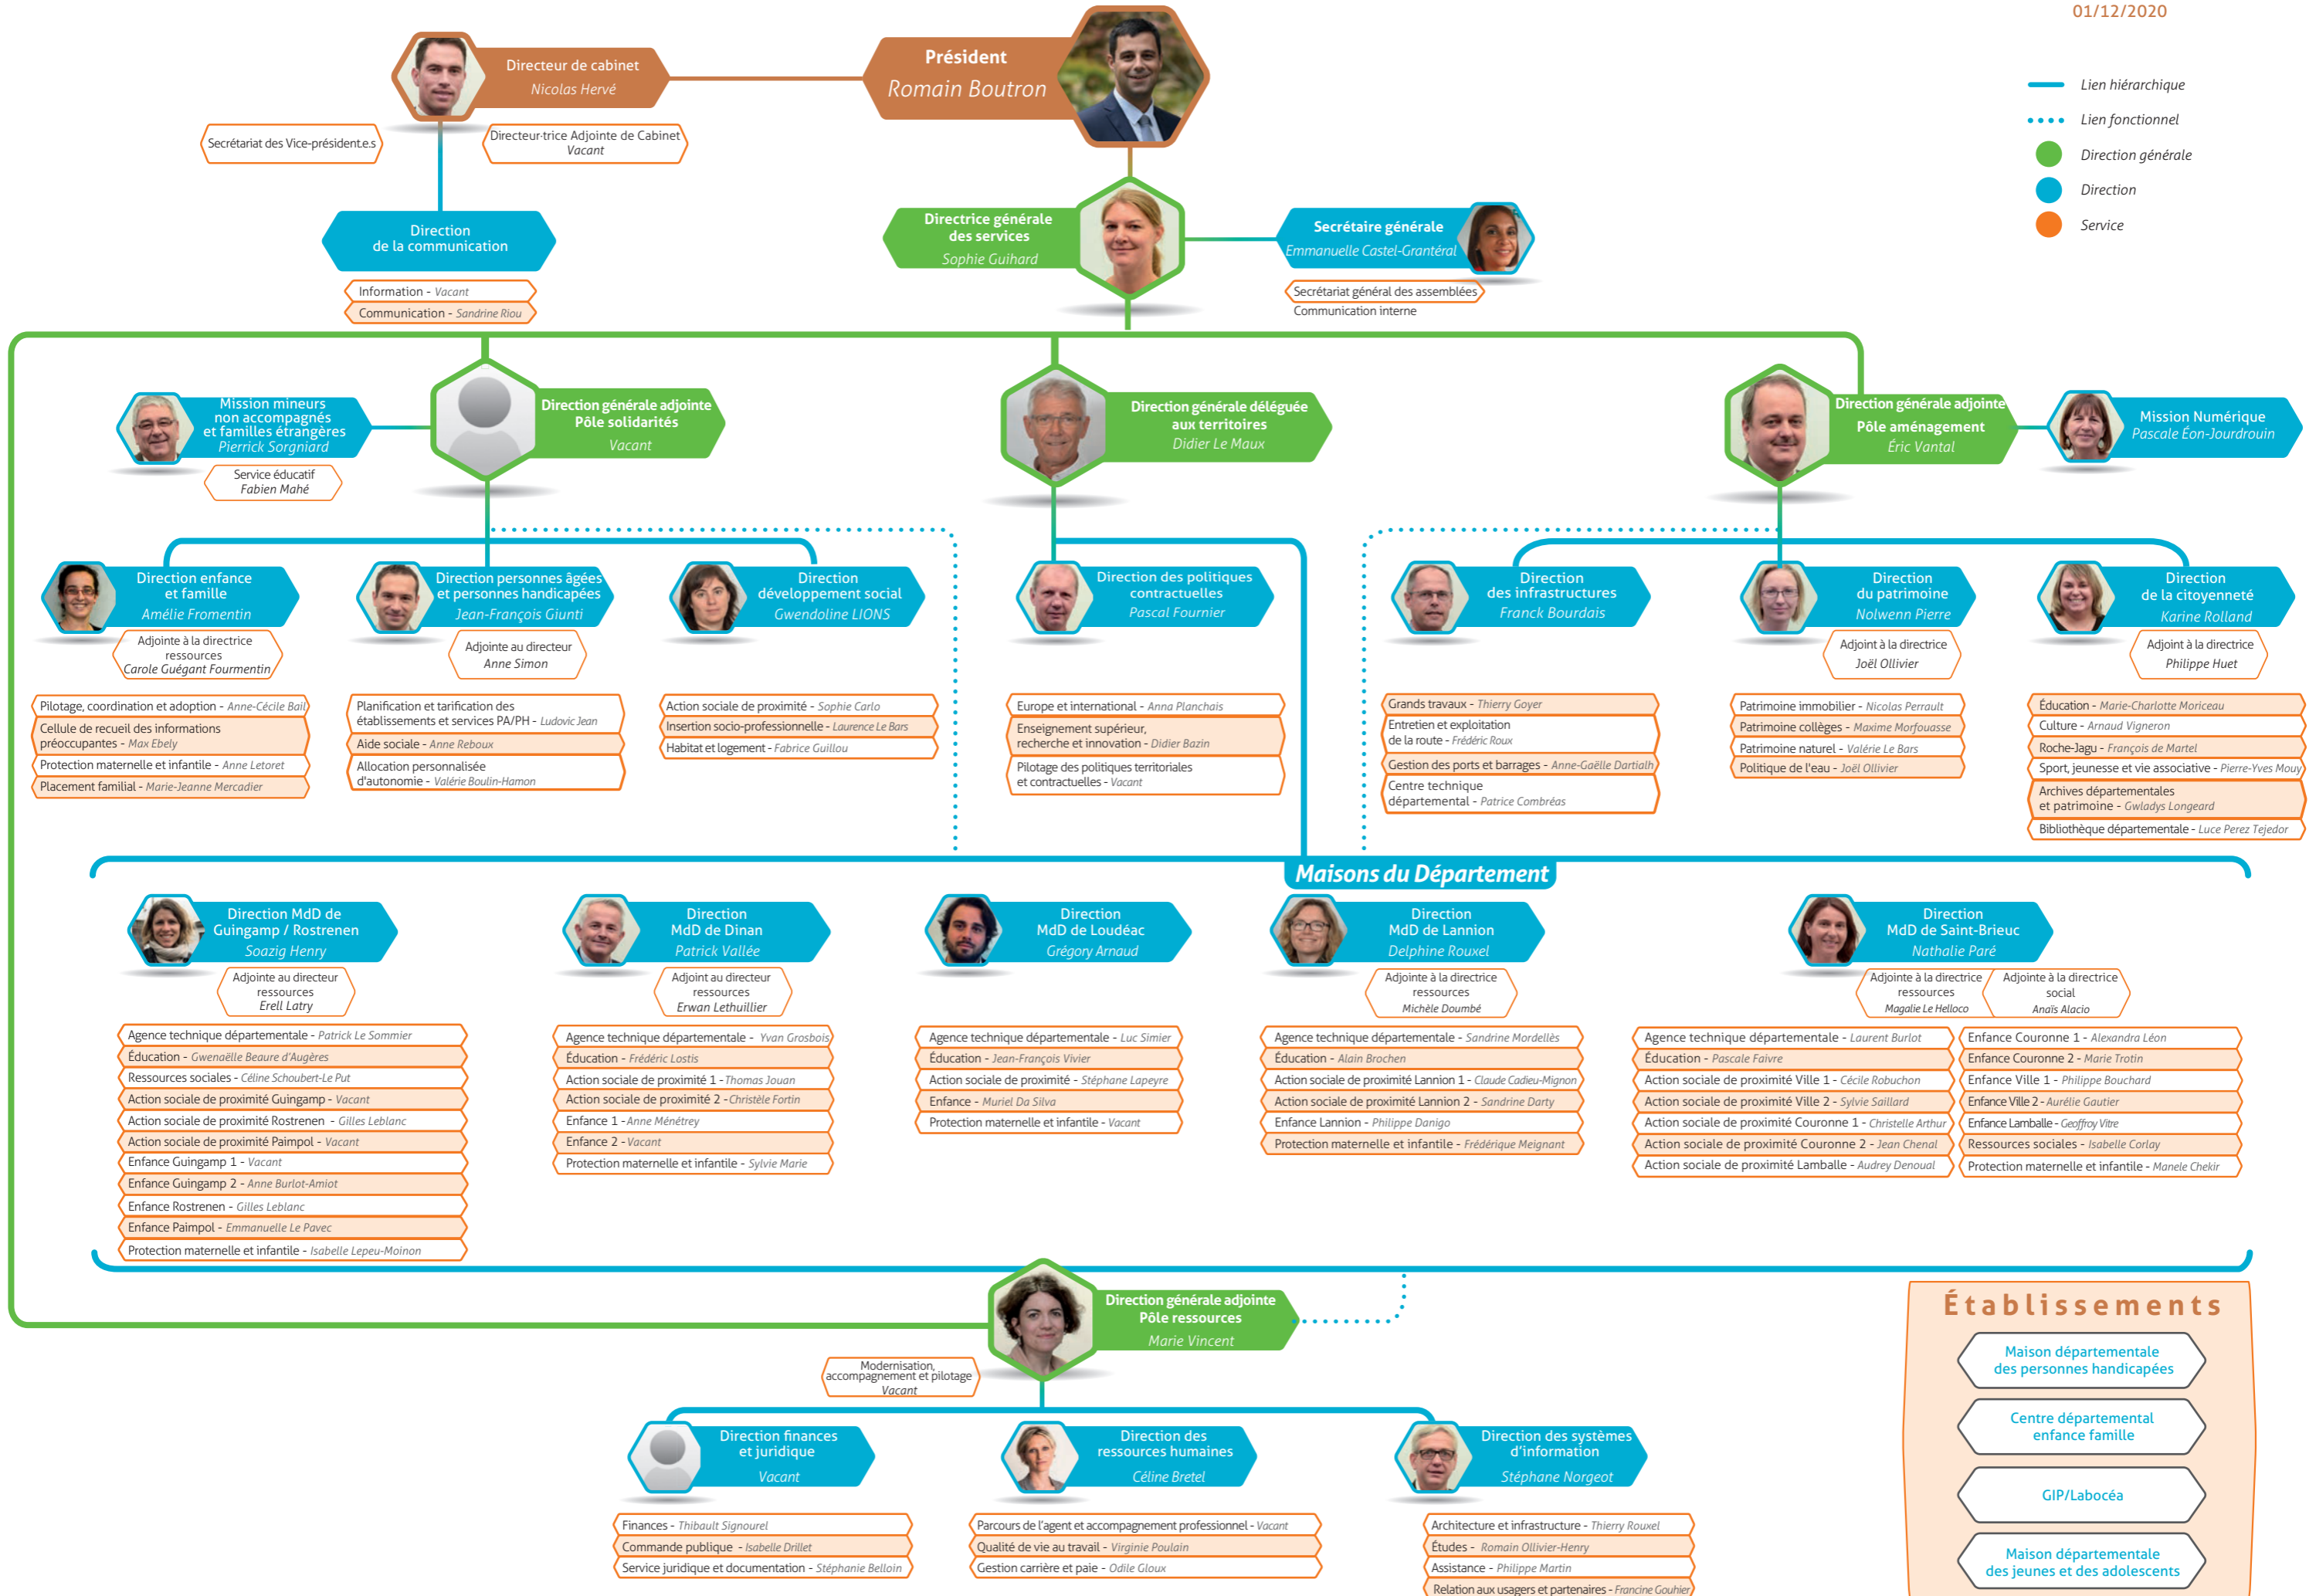 01/12/2020
Lien hiérarchique
Lien fonctionnel
Direction générale
Direction
Service
Président
Romain Boutron
Directeur de cabinet
Nicolas Hervé
Secrétariat des Vice-président.e.s
Directeur·trice Adjointe de Cabinet
Vacant
Direction
de la communication
Information - Vacant
Communication - Sandrine Riou
Directrice générale
des services
Sophie Guihard
Secrétaire générale
Emmanuelle Castel-Grantéral
Secrétariat général des assemblées
Communication interne
Mission mineurs
non accompagnés
et familles étrangères
Pierrick Sorgniard
Service éducatif
Fabien Mahé
Direction générale adjointe
Pôle solidarités
Vacant
Direction générale déléguée
aux territoires
Didier Le Maux
Direction générale adjointe
Pôle aménagement
Éric Vantal
Mission Numérique
Pascale Éon-Jourdrouin
Direction enfance
et famille
Amélie Fromentin
Adjointe à la directrice
ressources
Carole Guégant Fourmentin
Pilotage, coordination et adoption - Anne-Cécile Bail
Cellule de recueil des informations
préoccupantes - Max Ebely
Protection maternelle et infantile - Anne Letoret
Placement familial - Marie-Jeanne Mercadier
Direction personnes âgées
et personnes handicapées
Jean-François Giunti
Adjointe au directeur
Anne Simon
Planification et tarification des
établissements et services PA/PH - Ludovic Jean
Aide sociale - Anne Reboux
Allocation personnalisée
d'autonomie - Valérie Boulin-Hamon
Direction
développement social
Gwendoline LIONS
Action sociale de proximité - Sophie Carlo
Insertion socio-professionnelle - Laurence Le Bars
Habitat et logement - Fabrice Guillou
Direction des politiques
contractuelles
Pascal Fournier
Europe et international - Anna Planchais
Enseignement supérieur,
recherche et innovation - Didier Bazin
Pilotage des politiques territoriales
et contractuelles - Vacant
Direction
des infrastructures
Franck Bourdais
Grands travaux - Thierry Goyer
Entretien et exploitation
de la route - Frédéric Roux
Gestion des ports et barrages - Anne-Gaëlle Dartialh
Centre technique
départemental - Patrice Combréas
Direction
du patrimoine
Nolwenn Pierre
Adjoint à la directrice
Joël Ollivier
Patrimoine immobilier - Nicolas Perrault
Patrimoine collèges - Maxime Morfouasse
Patrimoine naturel - Valérie Le Bars
Politique de l'eau - Joël Ollivier
Direction
de la citoyenneté
Karine Rolland
Adjoint à la directrice
Philippe Huet
Éducation - Marie-Charlotte Moriceau
Culture - Arnaud Vigneron
Roche-Jagu - François de Martel
Sport, jeunesse et vie associative - Pierre-Yves Mouy
Archives départementales
et patrimoine - Gwladys Longeard
Bibliothèque départementale - Luce Perez Tejedor
Maisons du Département
Direction MdD de
Guingamp / Rostrenen
Soazig Henry
Adjointe au directeur
ressources
Erell Latry
Agence technique départementale - Patrick Le Sommier
Éducation - Gwenaëlle Beaure d'Augères
Ressources sociales - Céline Schoubert-Le Put
Action sociale de proximité Guingamp - Vacant
Action sociale de proximité Rostrenen - Gilles Leblanc
Action sociale de proximité Paimpol - Vacant
Enfance Guingamp 1 - Vacant
Enfance Guingamp 2 - Anne Burlot-Amiot
Enfance Rostrenen - Gilles Leblanc
Enfance Paimpol - Emmanuelle Le Pavec
Protection maternelle et infantile - Isabelle Lepeu-Moinon
Direction
MdD de Dinan
Patrick Vallée
Adjoint au directeur
ressources
Erwan Lethuillier
Agence technique départementale - Yvan Grosbois
Éducation - Frédéric Lostis
Action sociale de proximité 1 - Thomas Jouan
Action sociale de proximité 2 - Christèle Fortin
Enfance 1 - Anne Ménétrey
Enfance 2 - Vacant
Protection maternelle et infantile - Sylvie Marie
Direction
MdD de Loudéac
Grégory Arnaud
Agence technique départementale - Luc Simier
Éducation - Jean-François Vivier
Action sociale de proximité - Stéphane Lapeyre
Enfance - Muriel Da Silva
Protection maternelle et infantile - Vacant
Direction
MdD de Lannion
Delphine Rouxel
Adjointe à la directrice
ressources
Michèle Doumbé
Agence technique départementale - Sandrine Mordellès
Éducation - Alain Brochen
Action sociale de proximité Lannion 1 - Claude Cadieu-Mignon
Action sociale de proximité Lannion 2 - Sandrine Darty
Enfance Lannion - Philippe Danigo
Protection maternelle et infantile - Frédérique Meignant
Direction
MdD de Saint-Brieuc
Nathalie Paré
Adjointe à la directrice
ressources
Magalie Le Helloco
Adjointe à la directrice
social
Anaïs Alacio
Agence technique départementale - Laurent Burlot
Éducation - Pascale Faivre
Action sociale de proximité Ville 1 - Cécile Robuchon
Action sociale de proximité Ville 2 - Sylvie Saillard
Action sociale de proximité Couronne 1 - Christelle Arthur
Action sociale de proximité Couronne 2 - Jean Chenal
Action sociale de proximité Lamballe - Audrey Denoual
Enfance Couronne 1 - Alexandra Léon
Enfance Couronne 2 - Marie Trotin
Enfance Ville 1 - Philippe Bouchard
Enfance Ville 2 - Aurélie Gautier
Enfance Lamballe - Geoffroy Vitre
Ressources sociales - Isabelle Corlay
Protection maternelle et infantile - Manele Chekir
Direction générale adjointe
Pôle ressources
Marie Vincent
Modernisation,
accompagnement et pilotage
Vacant
Direction finances
et juridique
Vacant
Finances - Thibault Signourel
Commande publique - Isabelle Drillet
Service juridique et documentation - Stéphanie Belloin
Direction des
ressources humaines
Céline Bretel
Parcours de l'agent et accompagnement professionnel - Vacant
Qualité de vie au travail - Virginie Poulain
Gestion carrière et paie - Odile Gloux
Direction des systèmes
d'information
Stéphane Norgeot
Architecture et infrastructure - Thierry Rouxel
Études - Romain Ollivier-Henry
Assistance - Philippe Martin
Relation aux usagers et partenaires - Francine Gouhier
Établissements
Maison départementale
des personnes handicapées
Centre départemental
enfance famille
GIP/Labocéa
Maison départementale
des jeunes et des adolescents